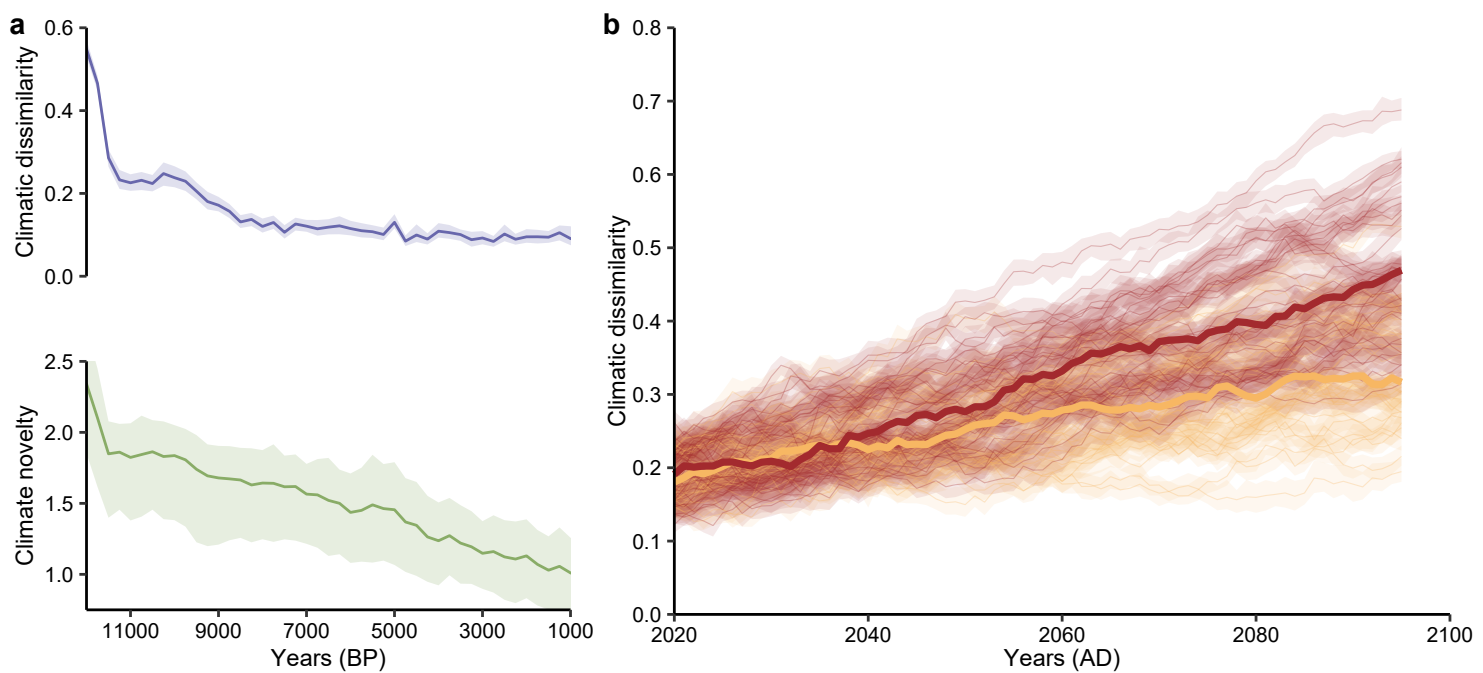 a
Climatic dissimilarity
0.6
0.4
0.2
0.0
Climate novelty
2.5
2.0
1.5
1.0
11000 9000 7000 5000 3000 1000
Years (BP)
b
Climatic dissimilarity
0.8
0.7
0.6
0.5
0.4
0.3
0.2
0.1
0.0
2020 2040 2060 2080 2100
Years (AD)